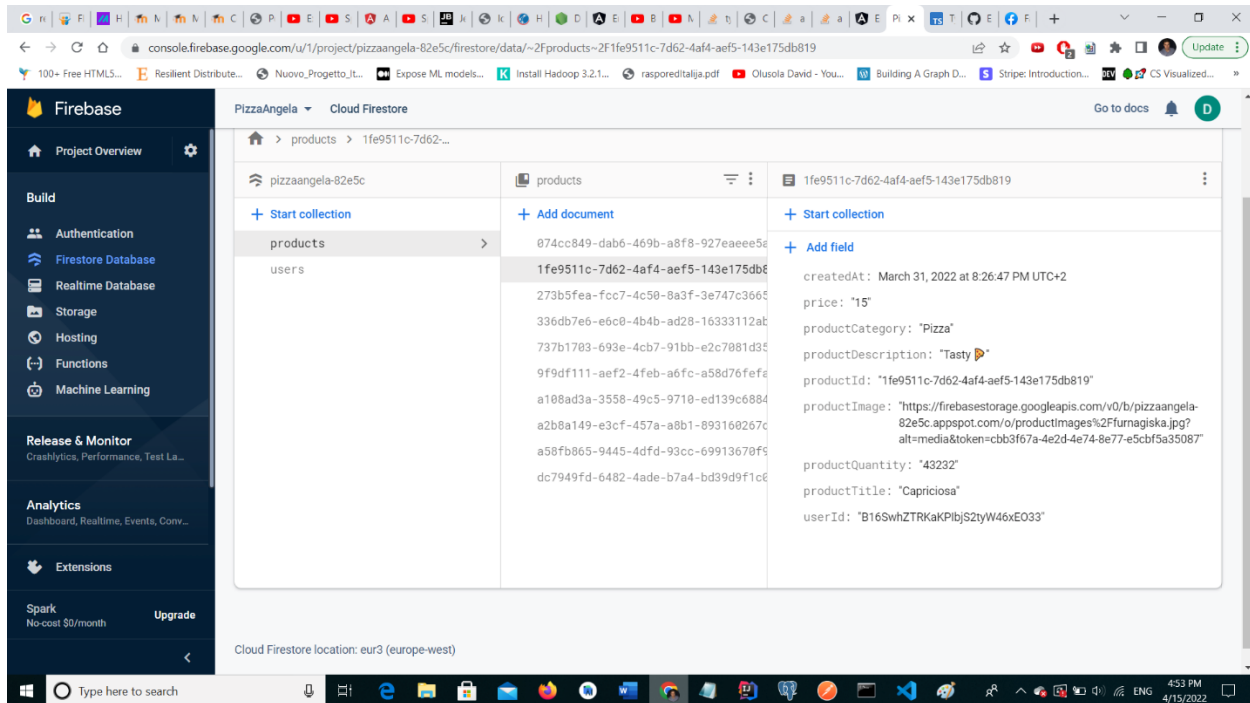 console.firebase.google.com/u/1/project/pizzaangela-82e5c/firestore/data/~2Fproducts~2F1fe9511c-7d62-4af4-aef5-143e175db819
Update
100+ Free HTML5...
Resilient Distribute...
Nuovo_Progetto_It...
Expose ML models...
Install Hadoop 3.2.1...
rasporedItalija.pdf
Olusola David - You...
Building A Graph D...
Stripe: Introduction...
CS Visualized...
Firebase
PizzaAngela
Cloud Firestore
Go to docs
D
Project Overview
products
1fe9511c-7d62-...
pizzaangela-82e5c
products
1fe9511c-7d62-4af4-aef5-143e175db819
Build
Start collection
Add document
Start collection
Authentication
Firestore Database
Realtime Database
Storage
Hosting
Functions
Machine Learning
products
users
074cc849-dab6-469b-a8f8-927eaeee5a
1fe9511c-7d62-4af4-aef5-143e175db8
273b5fea-fcc7-4c50-8a3f-3e747c3665
336db7e6-e6c0-4b4b-ad28-16333112ab
737b1703-693e-4cb7-91bb-e2c7081d35
9f9df111-aef2-4feb-a6fc-a58d76fefa
a108ad3a-3558-49c5-9710-ed139c6884
a2b8a149-e3cf-457a-a8b1-893160267c
a58fb865-9445-4dfd-93cc-69913670f9
dc7949fd-6482-4ade-b7a4-bd39d9f1c0
Add field
createdAt: March 31, 2022 at 8:26:47 PM UTC+2
price: "15"
productCategory: "Pizza"
productDescription: "Tasty 🍕"
productId: "1fe9511c-7d62-4af4-aef5-143e175db819"
productImage: "https://firebasestorage.googleapis.com/v0/b/pizzaangela-
82e5c.appspot.com/o/productImages%2Ffurnagiska.jpg?
alt=media&token=cbb3f67a-4e2d-4e74-8e77-e5cbf5a35087"
productQuantity: "43232"
productTitle: "Capriciosa"
userId: "B16SwhZTRKaKPIbjS2tyW46xEO33"
Release & Monitor
Crashlytics, Performance, Test La...
Analytics
Dashboard, Realtime, Events, Conv...
Extensions
Spark
No-cost $0/month
Upgrade
Cloud Firestore location: eur3 (europe-west)
Type here to search
ENG
4:53 PM
4/15/2022